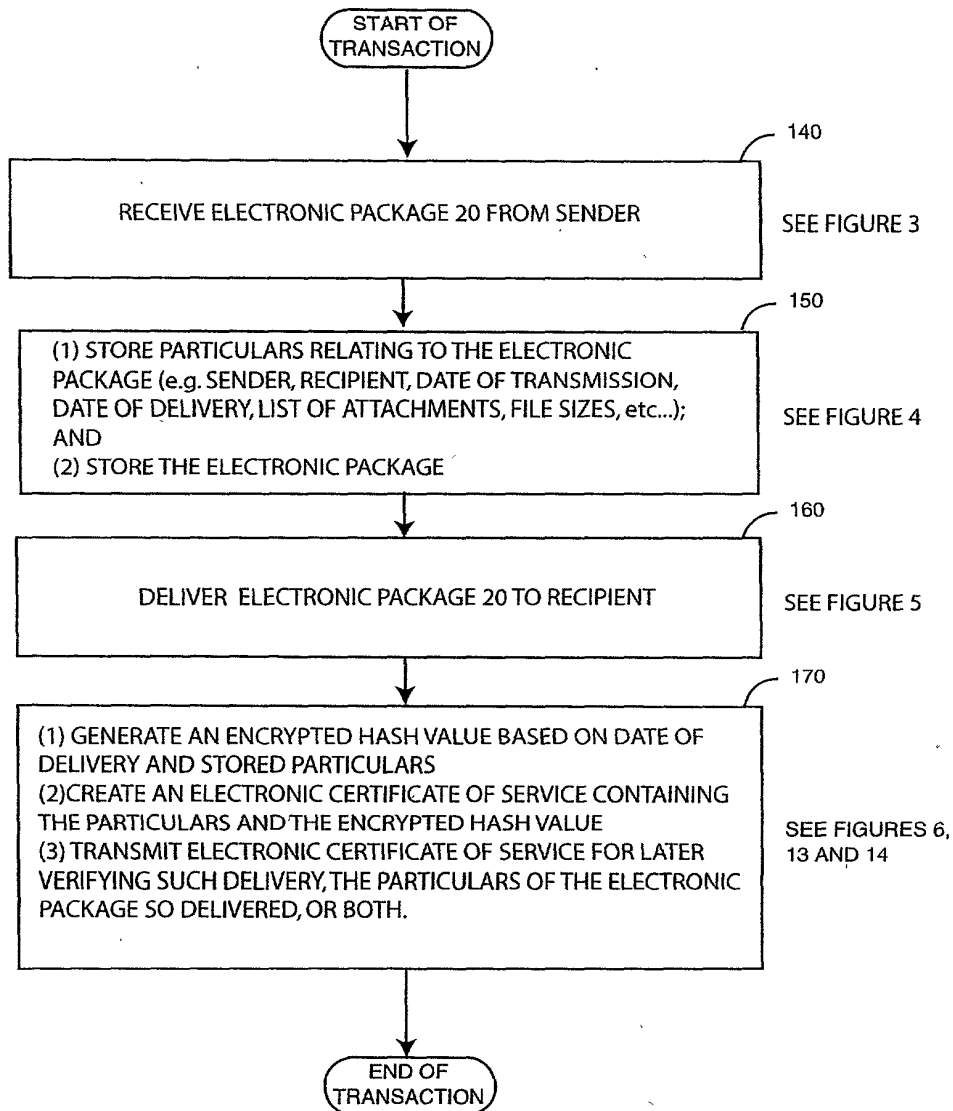 START OF
TRANSACTION
140
RECEIVE ELECTRONIC PACKAGE 20 FROM SENDER
SEE FIGURE 3
150
(1) STORE PARTICULARS RELATING TO THE ELECTRONIC
PACKAGE (e.g. SENDER, RECIPIENT, DATE OF TRANSMISSION,
DATE OF DELIVERY, LIST OF ATTACHMENTS, FILE SIZES, etc...);
AND
(2) STORE THE ELECTRONIC PACKAGE
SEE FIGURE 4
160
DELIVER ELECTRONIC PACKAGE 20 TO RECIPIENT
SEE FIGURE 5
170
(1) GENERATE AN ENCRYPTED HASH VALUE BASED ON DATE OF
DELIVERY AND STORED PARTICULARS
(2)CREATE AN ELECTRONIC CERTIFICATE OF SERVICE CONTAINING
THE PARTICULARS AND THE ENCRYPTED HASH VALUE
(3) TRANSMIT ELECTRONIC CERTIFICATE OF SERVICE FOR LATER
VERIFYING SUCH DELIVERY, THE PARTICULARS OF THE ELECTRONIC
PACKAGE SO DELIVERED, OR BOTH.
SEE FIGURES 6,
13 AND 14
END OF
TRANSACTION